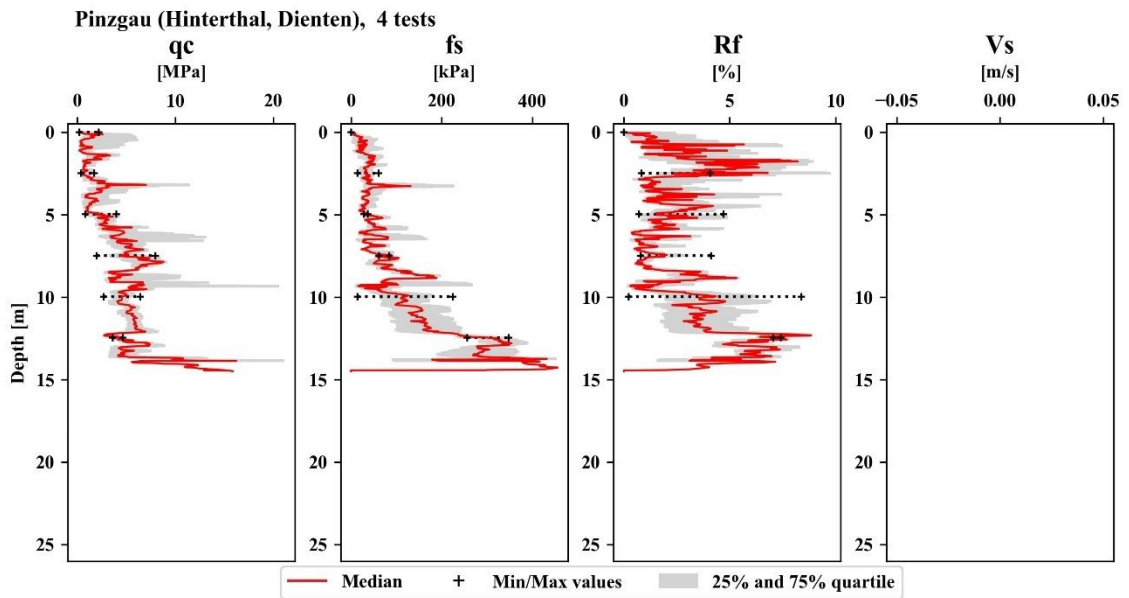 Pinzgau (Hinterthal, Dienten), 4 tests
qc fs Rf Vs
[MPa] [kPa] [%] [m/s]
0 10 20 0 200 400 0 5 10 −0.05 0.00 0.05
0 0 0 0
5 5 5 5
10 10 10 10
Depth [m]
15 15 15 15
20 20 20 20
25 25 25 25
Median + Min/Max values 25% and 75% quartile